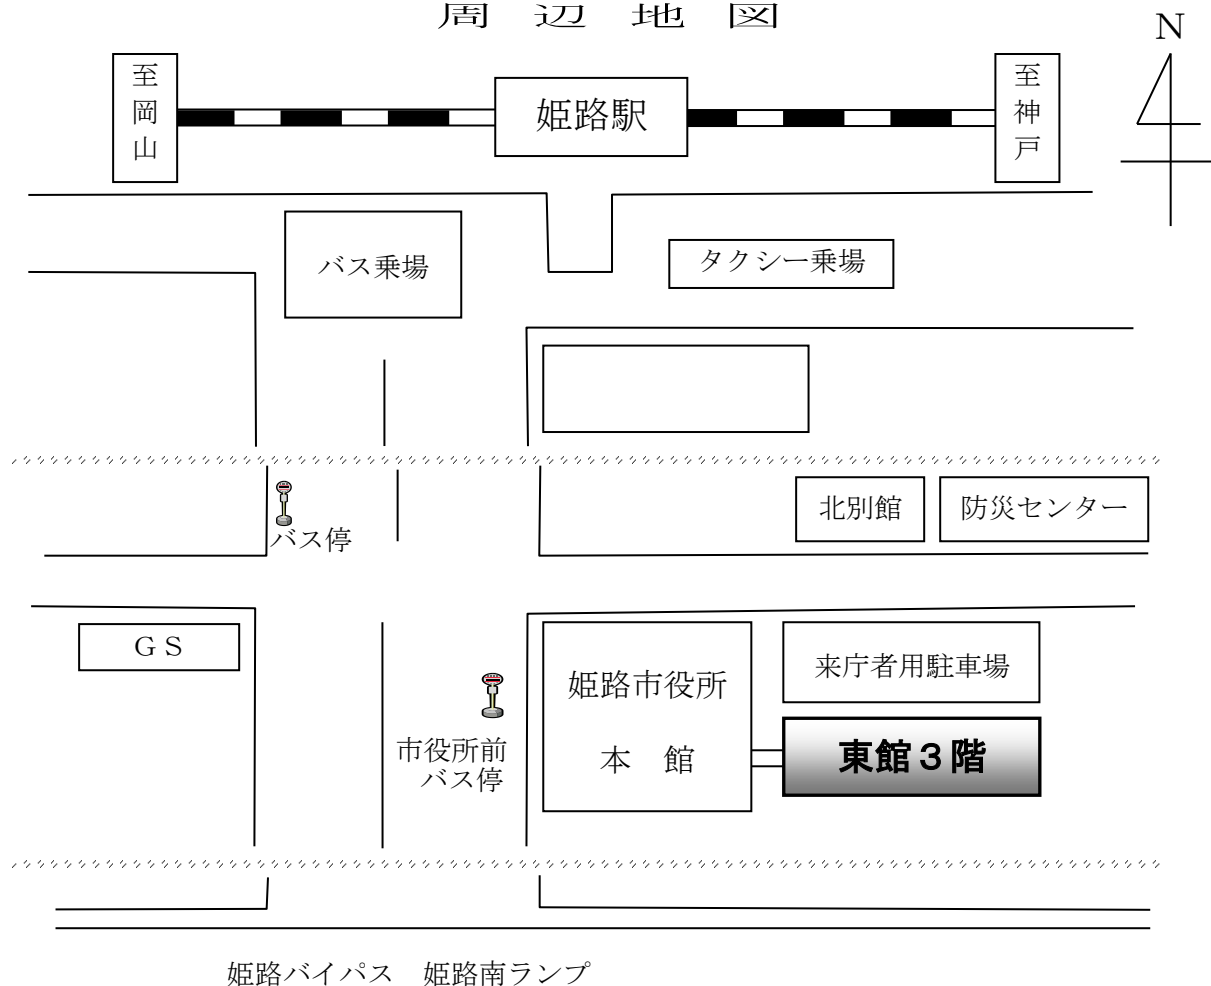 周辺地図
N
至岡山
姫路駅
至神戸
バス乗場
タクシー乗場
北別館
防災センター
バス停
ＧＳ
姫路市役所
本　館
来庁者用駐車場
東館３階
市役所前
バス停
姫路バイパス　姫路南ランプ